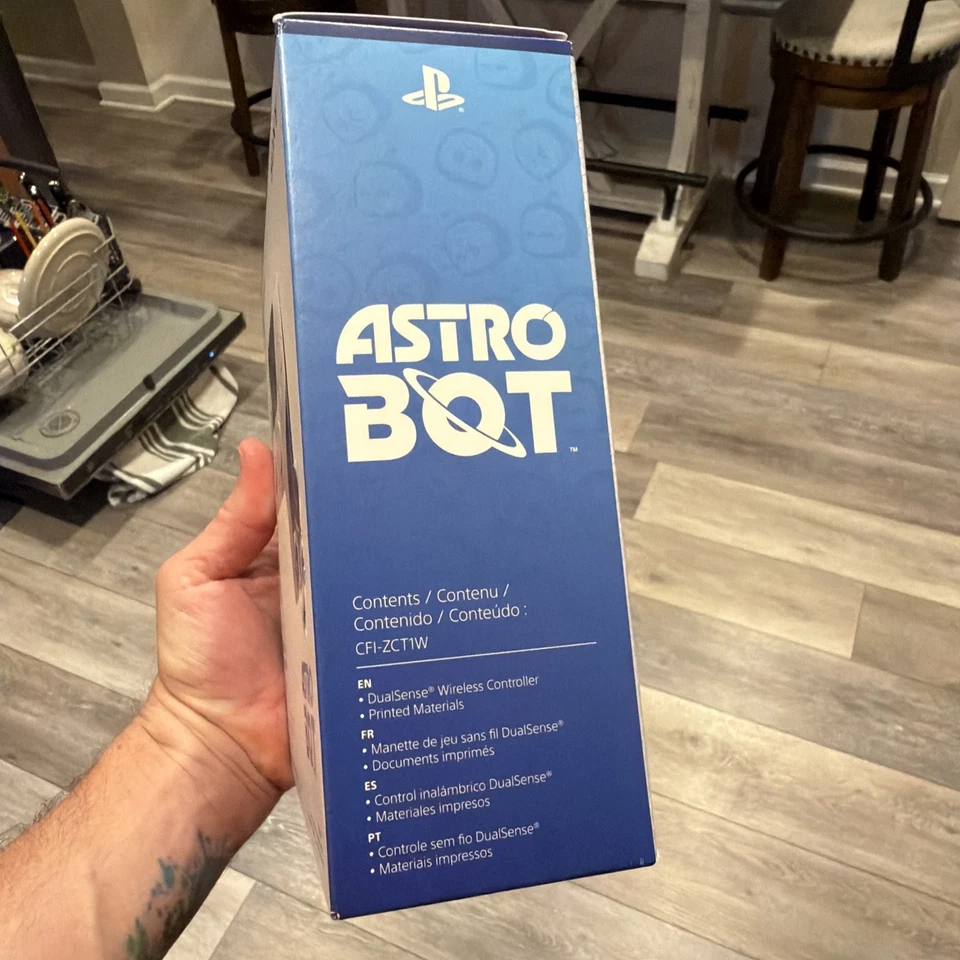 ASTRO
BOT™
Contents / Contenu /
Contenido / Conteúdo :
CFI-ZCT1W
EN
• DualSense® Wireless Controller
• Printed Materials
FR
• Manette de jeu sans fil DualSense®
• Documents imprimés
ES
• Control inalámbrico DualSense®
• Materiales impresos
PT
• Controle sem fio DualSense®
• Materiais impressos